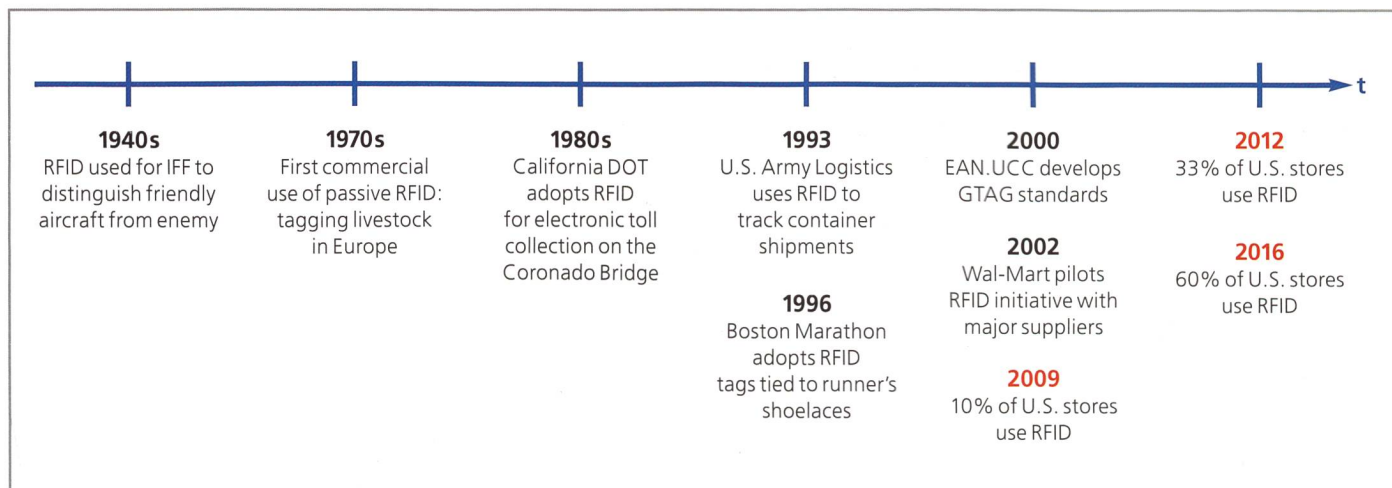 t
1940s
RFID used for IFF to
distinguish friendly
aircraft from enemy
1970s
First commercial
use of passive RFID:
tagging livestock
in Europe
1980s
California DOT
adopts RFID
for electronic toll
collection on the
Coronado Bridge
1993
U.S. Army Logistics
uses RFID to
track container
shipments
1996
Boston Marathon
adopts RFID
tags tied to runner's
shoelaces
2000
EAN.UCC develops
GTAG standards
2002
Wal-Mart pilots
RFID initiative with
major suppliers
2009
10% of U.S. stores
use RFID
2012
33% of U.S. stores
use RFID
2016
60% of U.S. stores
use RFID